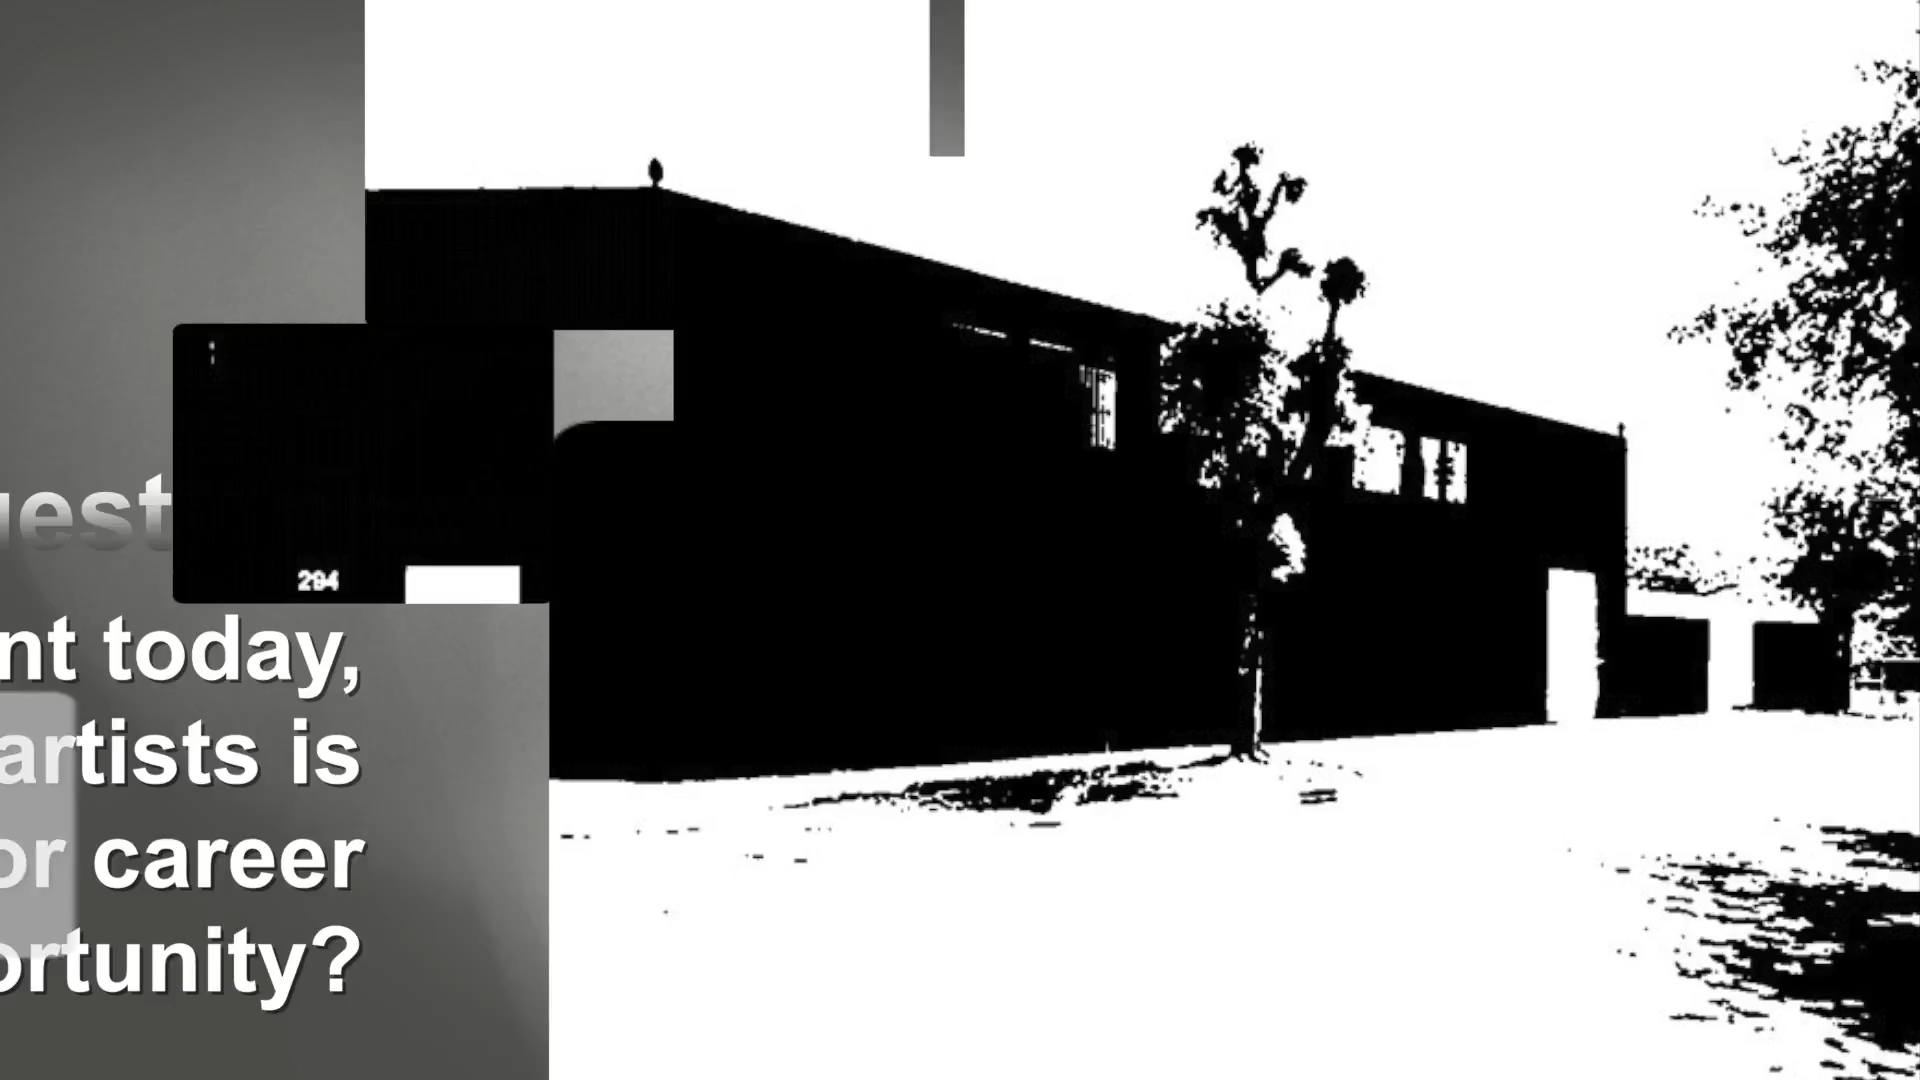 uest
294
nt today,
artists is
or career
ortunity?